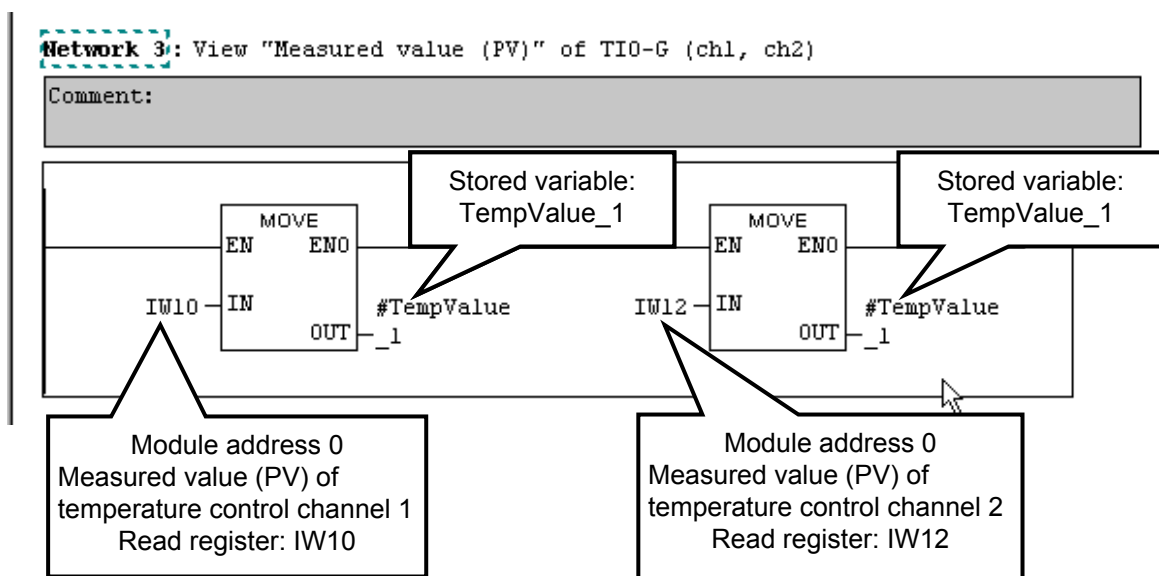 Network 3: View "Measured value (PV)" of TIO-G (ch1, ch2)
Comment:
Stored variable:
TempValue_1
Stored variable:
TempValue_1
MOVE
EN ENO
IW10 IN
#TempValue
OUT _1
MOVE
EN ENO
IW12 IN
#TempValue
OUT _1
Module address 0
Measured value (PV) of
temperature control channel 1
Read register: IW10
Module address 0
Measured value (PV) of
temperature control channel 2
Read register: IW12